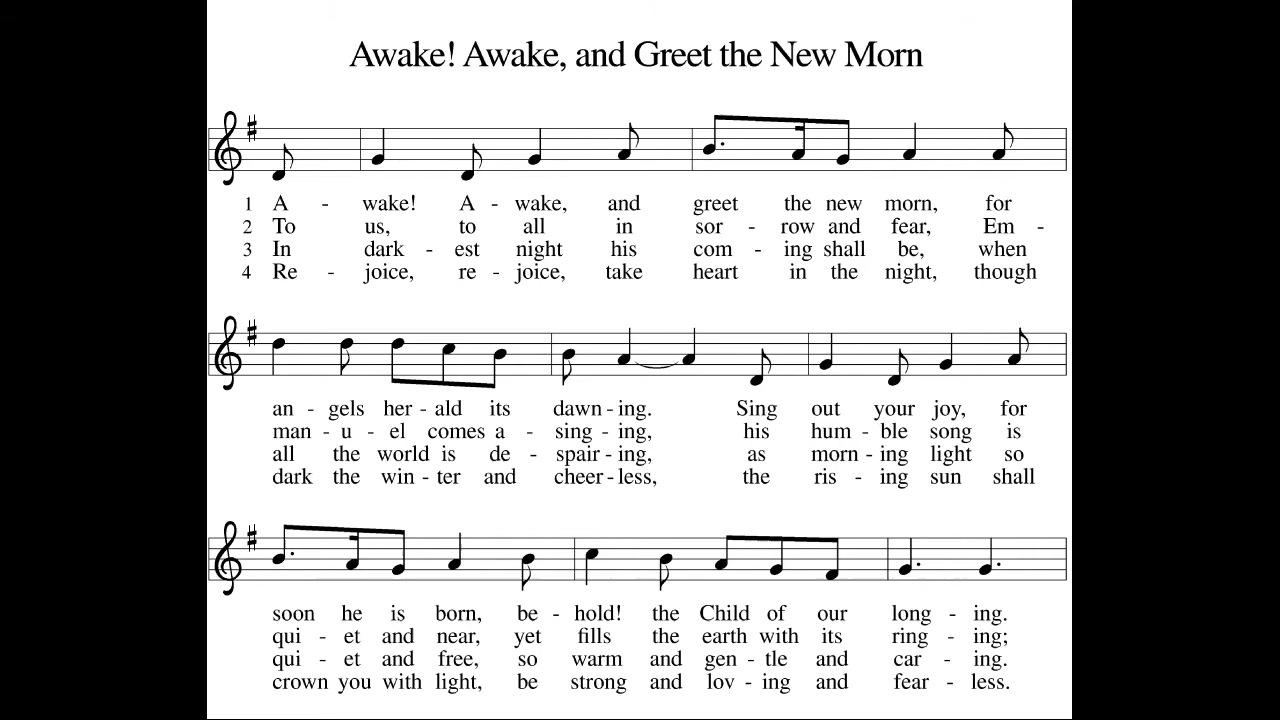 Awake! Awake, and Greet the New Morn
1 A - wake! A - wake, and greet the new morn, for
2 To us, to all in sor - row and fear, Em -
3 In dark - est night his com - ing shall be, when
4 Re - joice, re - joice, take heart in the night, though
an - gels her - ald its dawn - ing. Sing out your joy, for
man - u - el comes a - sing - ing, his hum - ble song is
all the world is de - spair - ing, as morn - ing light so
dark the win - ter and cheer - less, the ris - ing sun shall
soon he is born, be - hold! the Child of our long - ing.
qui - et and near, yet fills the earth with its ring - ing;
qui - et and free, so warm and gen - tle and car - ing.
crown you with light, be strong and lov - ing and fear - less.